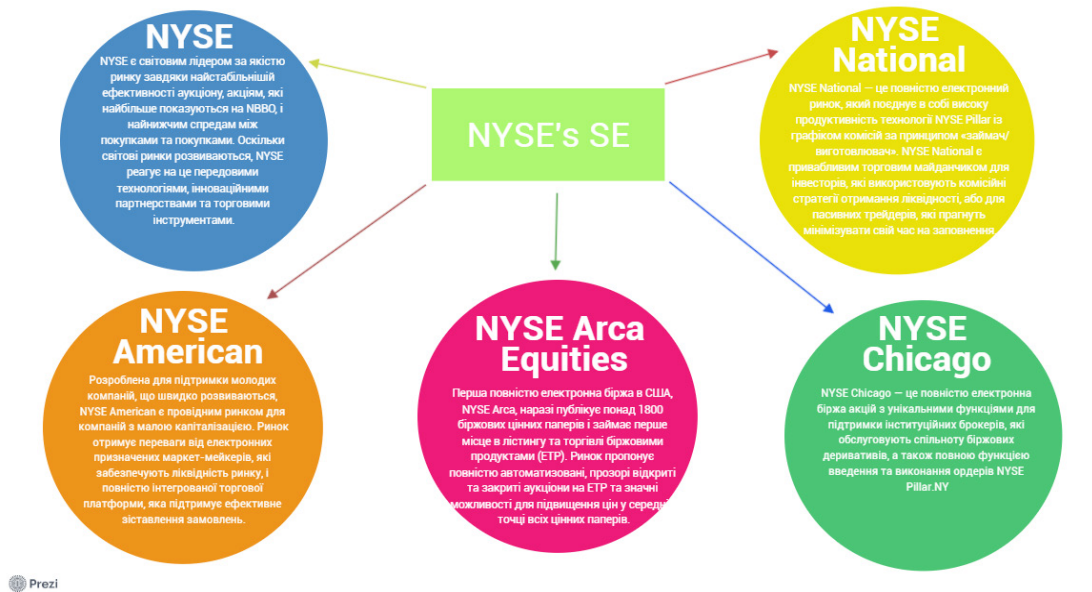 NYSE
NYSE є світовим лідером за якістю
ринку завдяки найстабільнішій
ефективності аукціону, акціям, які
найбільше показуються на NBBO, і
найнижчим спредам між
покупками та покупками. Оскільки
світові ринки розвиваються, NYSE
реагує на це передовими
технологіями, інноваційними
партнерствами та торговими
інструментами.
NYSE's SE
NYSE
National
NYSE National — це повністю електронний
ринок, який поєднує в собі високу
продуктивність технології NYSE Pillar із
графіком комісій за принципом «займач/
виготовлювач». NYSE National є
привабливим торговим майданчиком для
інвесторів, які використовують комісійні
стратегії отримання ліквідності, або для
пасивних трейдерів, які прагнуть
мінімізувати свій час на заповнення
NYSE
American
Розроблена для підтримки молодих
компаній, що швидко розвиваються,
NYSE American є провідним ринком для
компаній з малою капіталізацією. Ринок
отримує переваги від електронних
призначених маркет-мейкерів, які
забезпечують ліквідність ринку, і
повністю інтегрованої торгової
платформи, яка підтримує ефективне
зіставлення замовлень.
NYSE Arca
Equities
Перша повністю електронна біржа в США,
NYSE Arca, наразі публікує понад 1800
біржових цінних паперів і займає перше
місце в лістингу та торгівлі біржовими
продуктами (ETP). Ринок пропонує
повністю автоматизовані, прозорі відкриті
та закриті аукціони на ETP та значні
можливості для підвищення цін у середній
точці всіх цінних паперів.
NYSE
Chicago
NYSE Chicago — це повністю електронна
біржа акцій з унікальними функціями для
підтримки інституційних брокерів, які
обслуговують спільноту біржових
деривативів, а також повною функцією
введення та виконання ордерів NYSE
Pillar.NY
Prezi